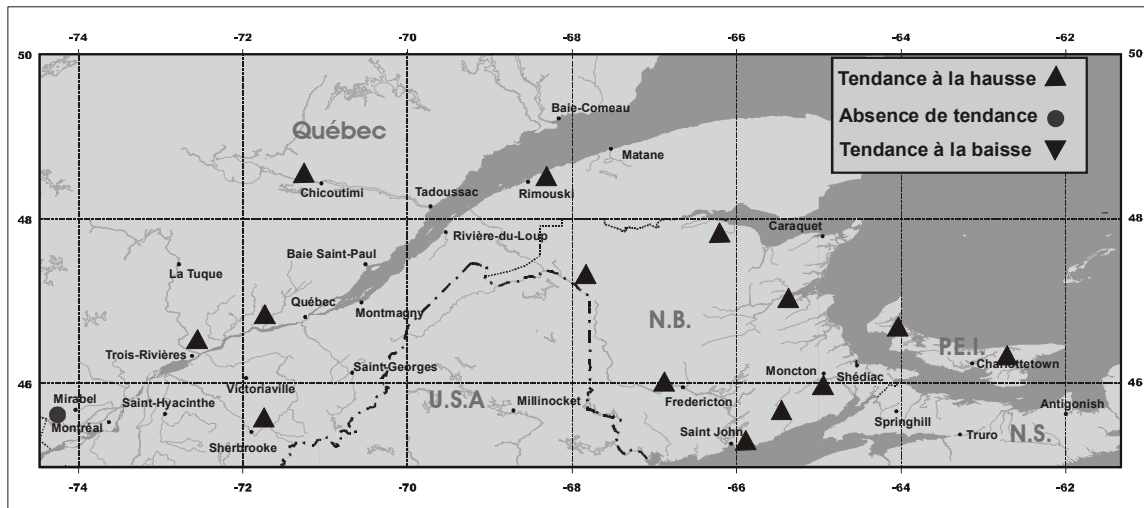 -74 -72 -70 -68 -66 -64 -62
50 50
Tendance à la hausse
Absence de tendance
Tendance à la baisse
Baie-Comeau
Québec
Matane
Chicoutimi
Rimouski
Tadoussac
48 48
Rivière-du-Loup
Caraquet
Baie Saint-Paul
La Tuque
Québec
Montmagny
N.B.
P.E.I.
Trois-Rivières
Saint-Georges
Moncton
Shédiac
Charlottetown
46 46
Victoriaville
U.S.A
Millinocket
Fredericton
Mirabel
Saint-Hyacinthe
Antigonish
Montréal
Springhill
N.S.
Sherbrooke
Saint John
Truro
-74 -72 -70 -68 -66 -64 -62